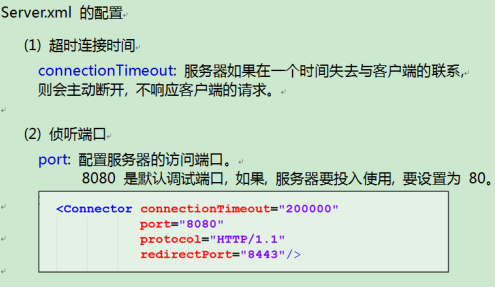 Server.xml 的配置
(1) 超时连接时间
connectionTimeout: 服务器如果在一个时间失去与客户端的联系,
则会主动断开, 不响应客户端的请求。
(2) 侦听端口
port: 配置服务器的访问端口。
8080 是默认调试端口, 如果, 服务器要投入使用, 要设置为 80。
<Connector connectionTimeout="200000"
port="8080"
protocol="HTTP/1.1"
redirectPort="8443"/>